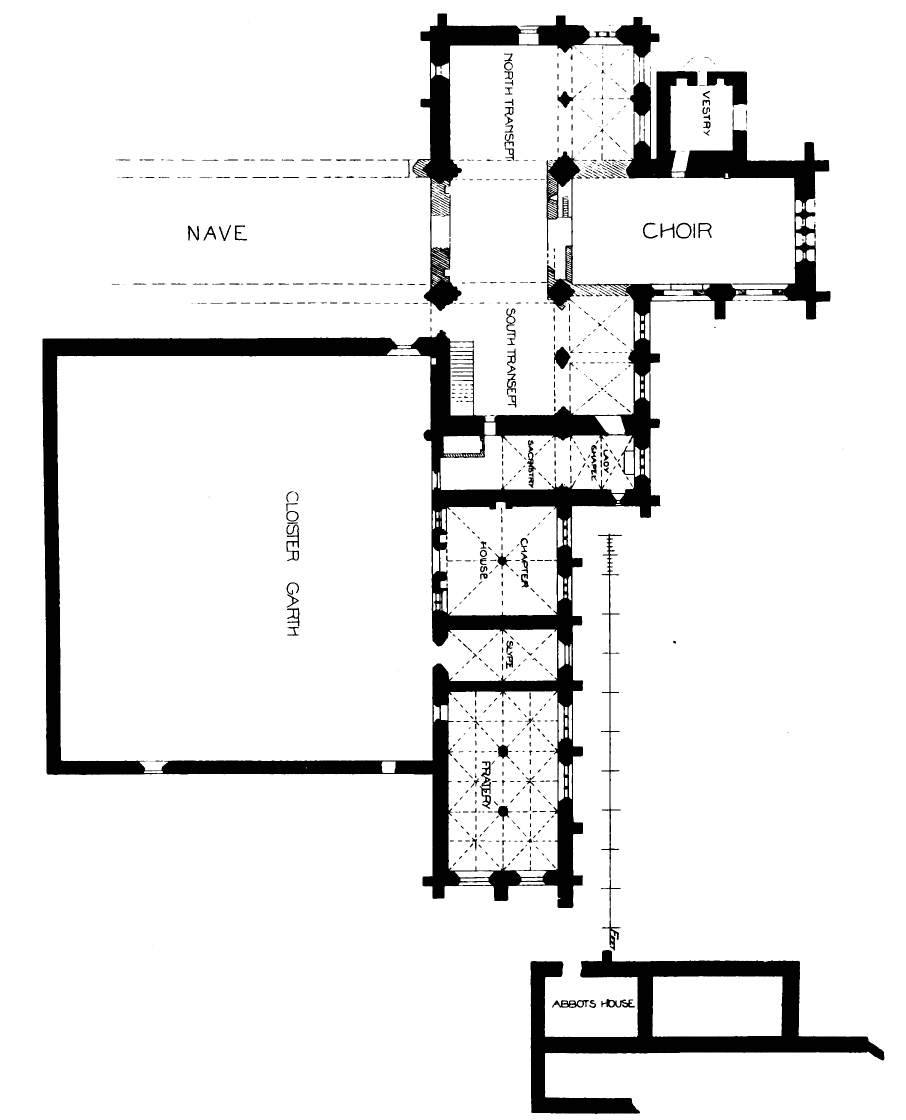 NORTH TRANSEPT
VESTRY
NAVE
CHOIR
SOUTH TRANSEPT
SACRISTRY
LADY
CHAPEL
CLOISTER GARTH
CHAPTER
HOUSE
SLYPE
FRATERY
FEET
ABBOTS HOUSE